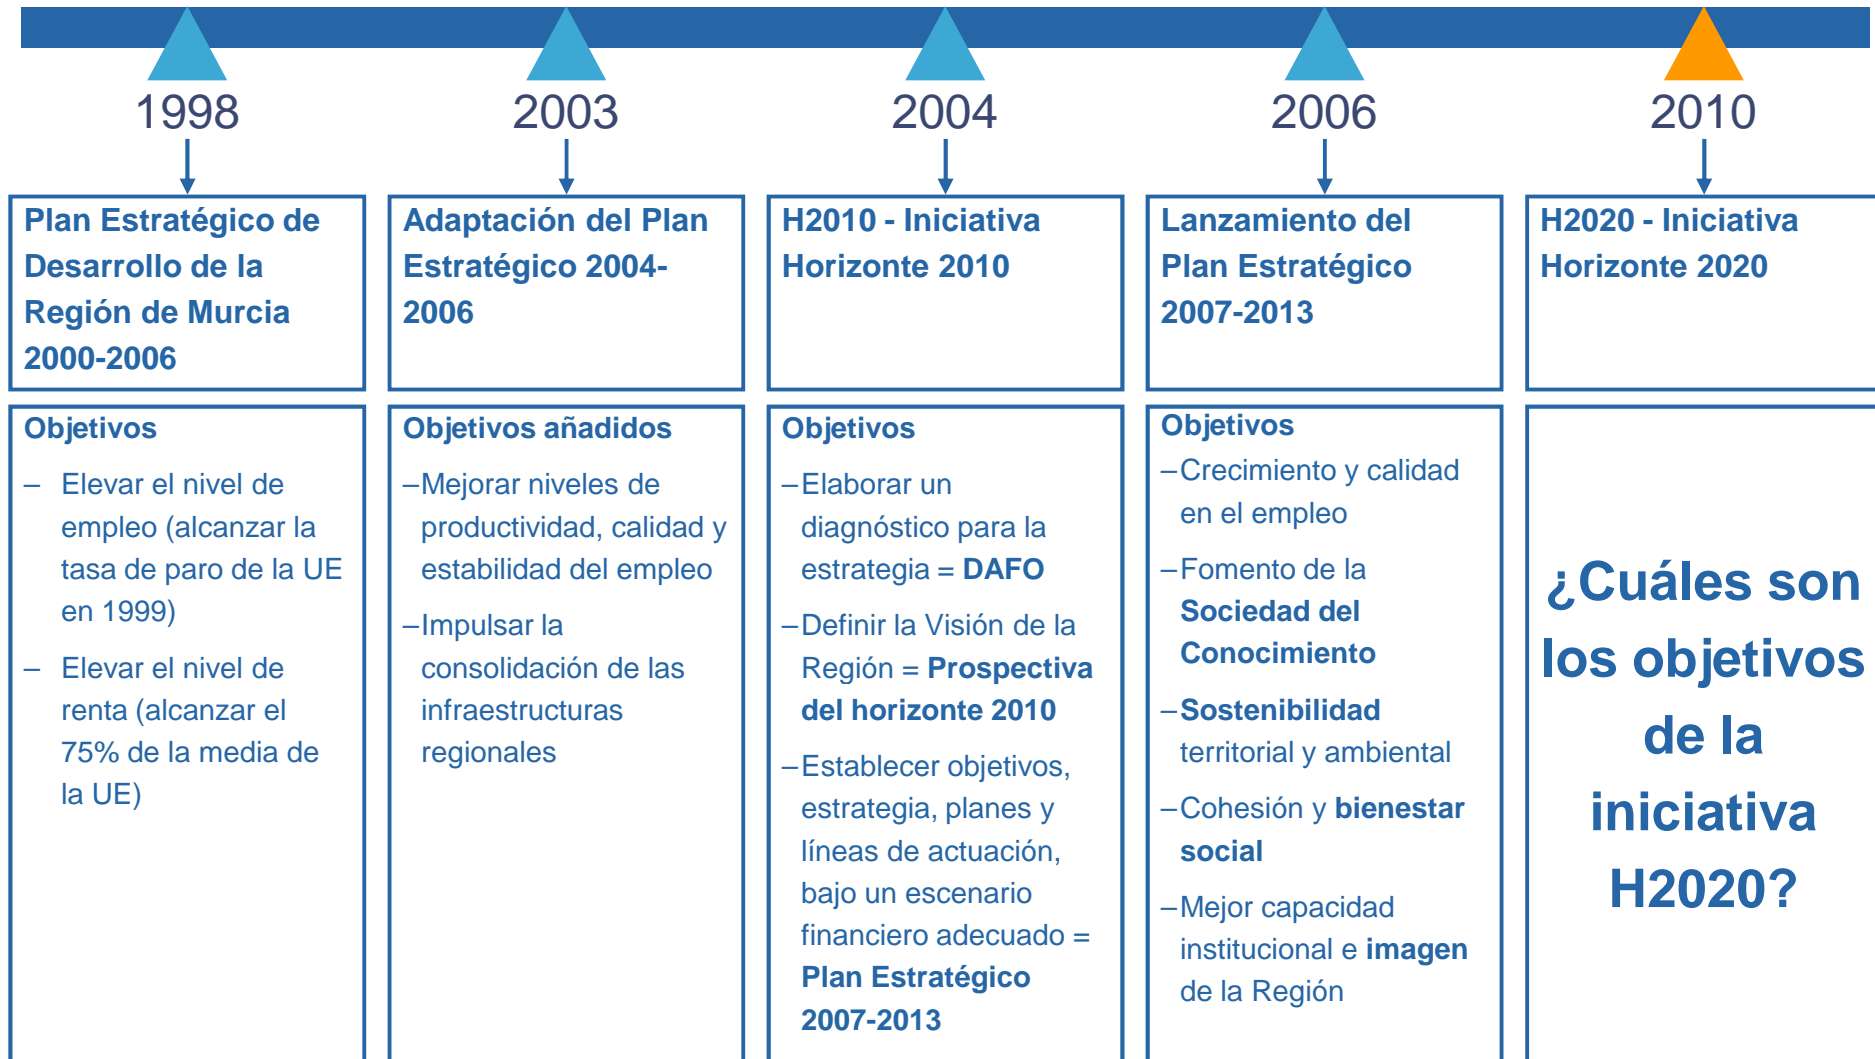 1998
2003
2004
2006
2010
Plan Estratégico de
Desarrollo de la
Región de Murcia
2000-2006
Adaptación del Plan
Estratégico 2004-
2006
H2010 - Iniciativa
Horizonte 2010
Lanzamiento del
Plan Estratégico
2007-2013
H2020 - Iniciativa
Horizonte 2020
Objetivos
– Elevar el nivel de
empleo (alcanzar la
tasa de paro de la UE
en 1999)
– Elevar el nivel de
renta (alcanzar el
75% de la media de
la UE)
Objetivos añadidos
–Mejorar niveles de
productividad, calidad y
estabilidad del empleo
–Impulsar la
consolidación de las
infraestructuras
regionales
Objetivos
–Elaborar un
diagnóstico para la
estrategia = DAFO
–Definir la Visión de la
Región = Prospectiva
del horizonte 2010
–Establecer objetivos,
estrategia, planes y
líneas de actuación,
bajo un escenario
financiero adecuado =
Plan Estratégico
2007-2013
Objetivos
–Crecimiento y calidad
en el empleo
–Fomento de la
Sociedad del
Conocimiento
–Sostenibilidad
territorial y ambiental
–Cohesión y bienestar
social
–Mejor capacidad
institucional e imagen
de la Región
¿Cuáles son
los objetivos
de la
iniciativa
H2020?